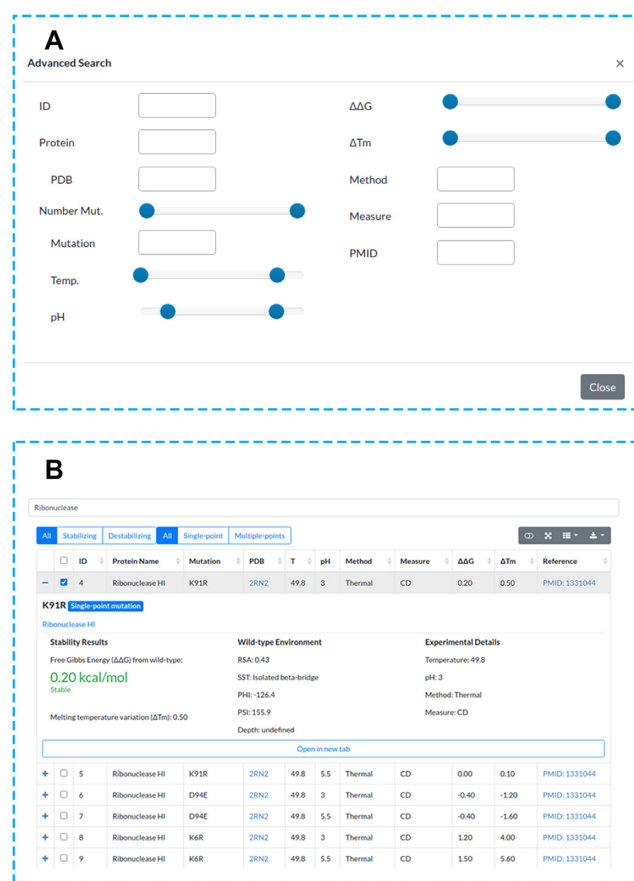 A
Advanced Search ×
ID ΔΔG
Protein ΔTm
PDB Method
Number Mut. Measure
Mutation PMID
Temp.
pH
Close
B
Ribonuclease
All Stabilizing Destabilizing All Single-point Multiple-points
ID Protein Name Mutation PDB T pH Method Measure ΔΔG ΔTm Reference
− 4 Ribonuclease HI K91R 2RN2 49.8 3 Thermal CD 0.20 0.50 PMID: 1331044
K91R Single-point mutation
Ribonuclease HI
Stability Results Wild-type Environment Experimental Details
Free Gibbs Energy (ΔΔG) from wild-type: RSA: 0.43 Temperature: 49.8
0.20 kcal/mol SST: Isolated beta-bridge pH: 3
Stable PHI: -126.4 Method: Thermal
Melting temperature variation (ΔTm): 0.50 PSI: 155.9 Measure: CD
Depth: undefined
Open in new tab
+ 5 Ribonuclease HI K91R 2RN2 49.8 5.5 Thermal CD 0.00 0.10 PMID: 1331044
+ 6 Ribonuclease HI D94E 2RN2 49.8 3 Thermal CD -0.40 -1.20 PMID: 1331044
+ 7 Ribonuclease HI D94E 2RN2 49.8 5.5 Thermal CD -0.40 -1.60 PMID: 1331044
+ 8 Ribonuclease HI K6R 2RN2 49.8 3 Thermal CD 1.20 4.00 PMID: 1331044
+ 9 Ribonuclease HI K6R 2RN2 49.8 5.5 Thermal CD 1.50 5.60 PMID: 1331044